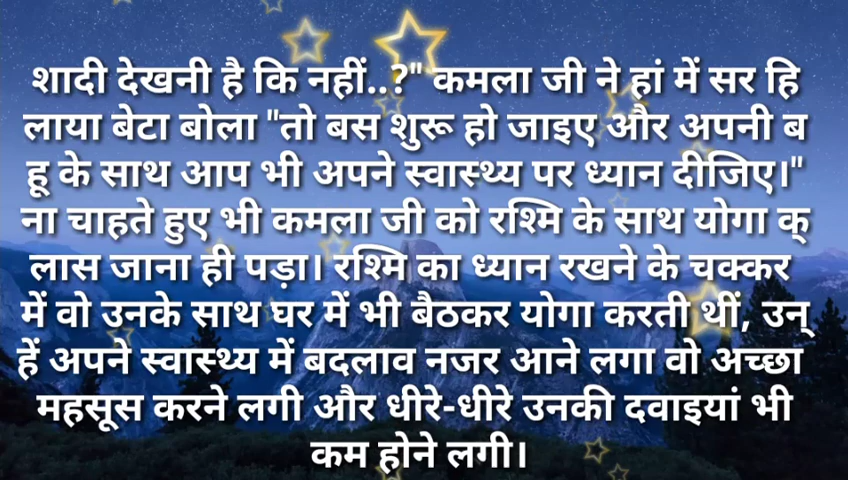 शादी देखनी है कि नहीं..?" कमला जी ने हां में सर हि
लाया बेटा बोला "तो बस शुरू हो जाइए और अपनी ब
हू के साथ आप भी अपने स्वास्थ्य पर ध्यान दीजिए।"
ना चाहते हुए भी कमला जी को रश्मि के साथ योगा क्
लास जाना ही पड़ा। रश्मि का ध्यान रखने के चक्कर
में वो उनके साथ घर में भी बैठकर योगा करती थीं, उन्
हें अपने स्वास्थ्य में बदलाव नजर आने लगा वो अच्छा
महसूस करने लगी और धीरे-धीरे उनकी दवाइयां भी
कम होने लगी।